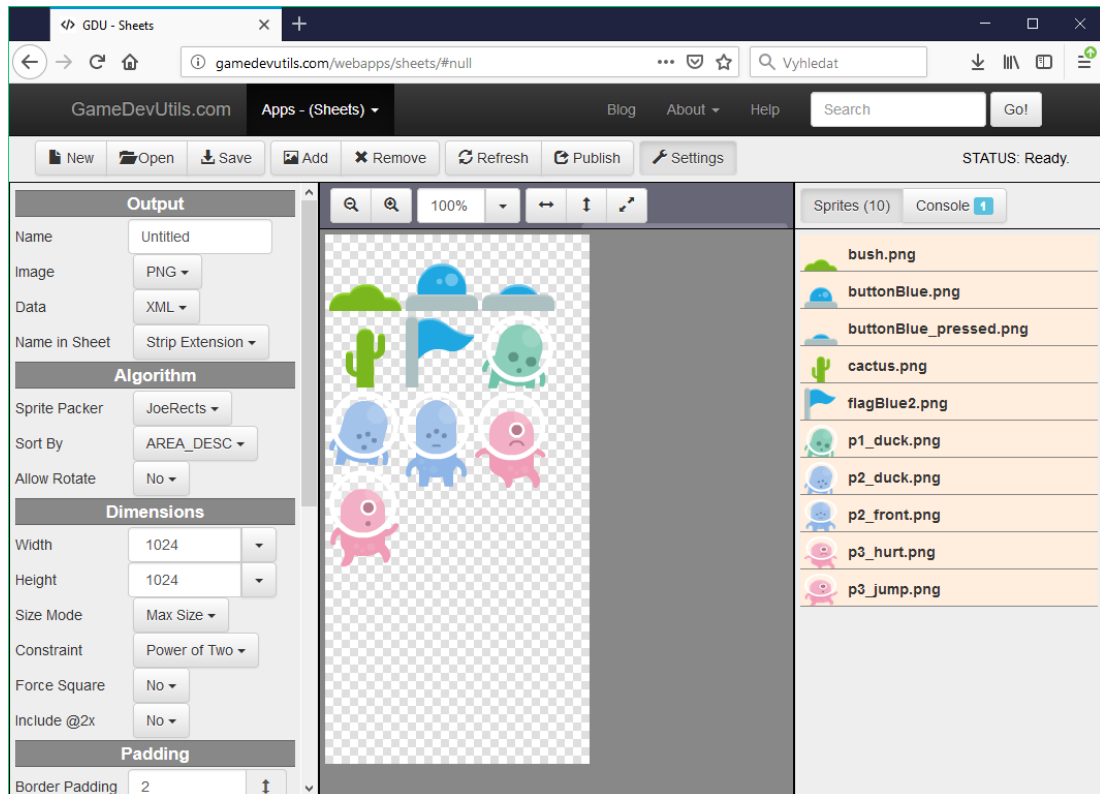 GDU - Sheets
gamedevutils.com/webapps/sheets/#null
Vyhledat
GameDevUtils.com
Apps - (Sheets)
Blog
About
Help
Search
Go!
New
Open
Save
Add
Remove
Refresh
Publish
Settings
STATUS: Ready.
Output
Name
Untitled
Image
PNG
Data
XML
Name in Sheet
Strip Extension
Algorithm
Sprite Packer
JoeRects
Sort By
AREA_DESC
Allow Rotate
No
Dimensions
Width
1024
Height
1024
Size Mode
Max Size
Constraint
Power of Two
Force Square
No
Include @2x
No
Padding
Border Padding
2
100%
Sprites (10)
Console 1
bush.png
buttonBlue.png
buttonBlue_pressed.png
cactus.png
flagBlue2.png
p1_duck.png
p2_duck.png
p2_front.png
p3_hurt.png
p3_jump.png